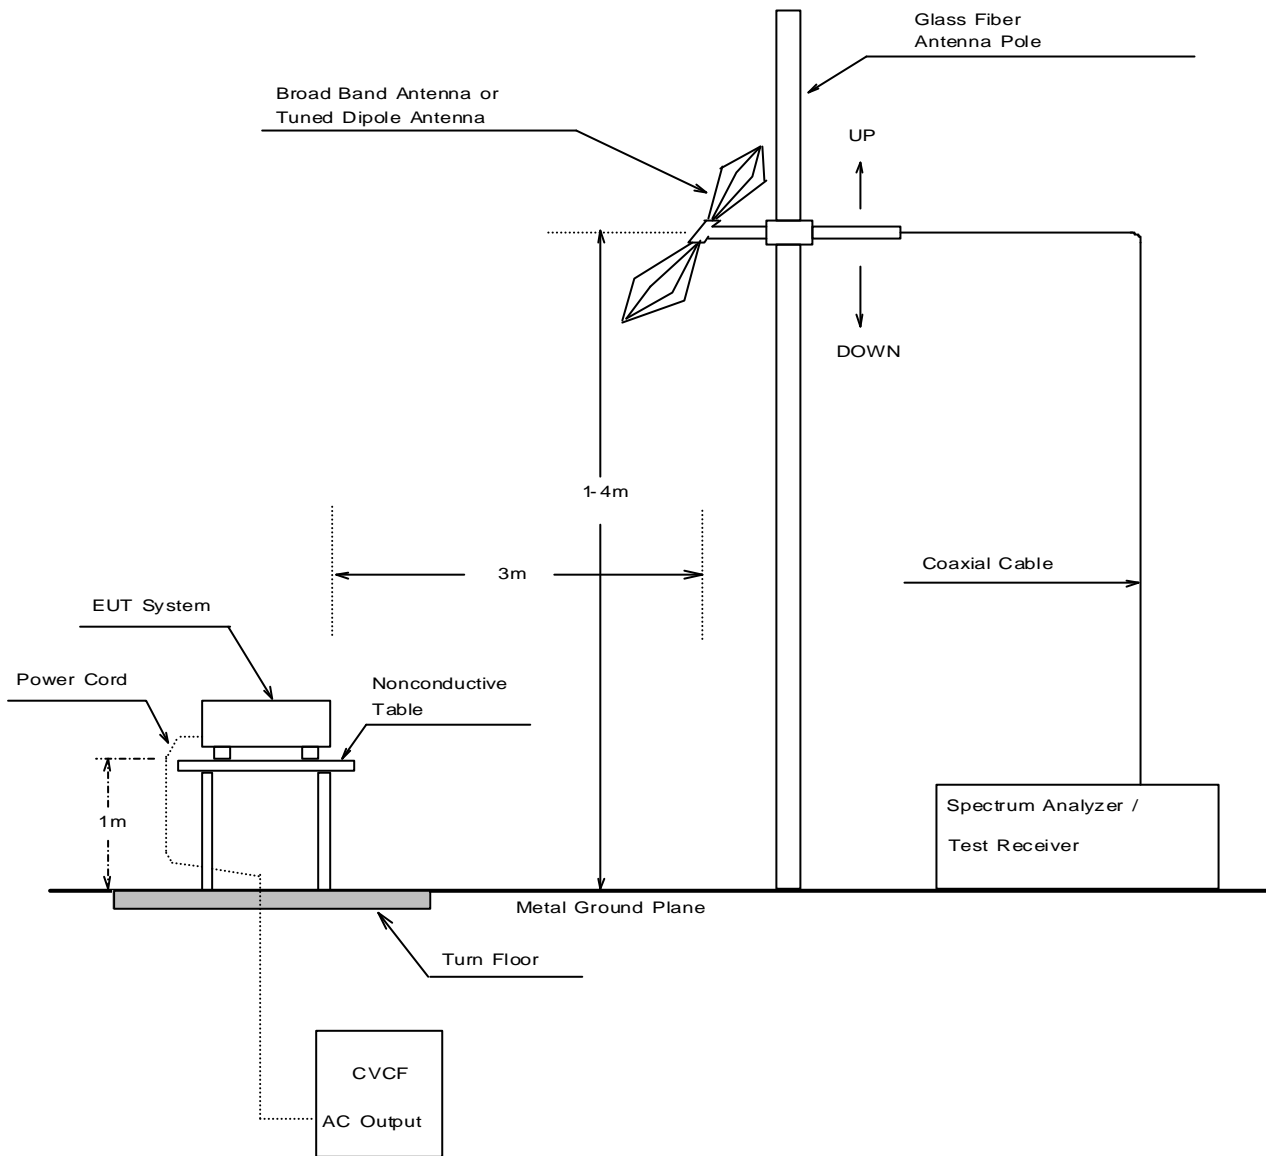 Glass Fiber
Antenna Pole
Broad Band Antenna or
Tuned Dipole Antenna
UP
DOWN
1-4m
3m
Coaxial Cable
EUT System
Power Cord
Nonconductive
Table
1m
Spectrum Analyzer /
Test Receiver
Metal Ground Plane
Turn Floor
CVCF
AC Output